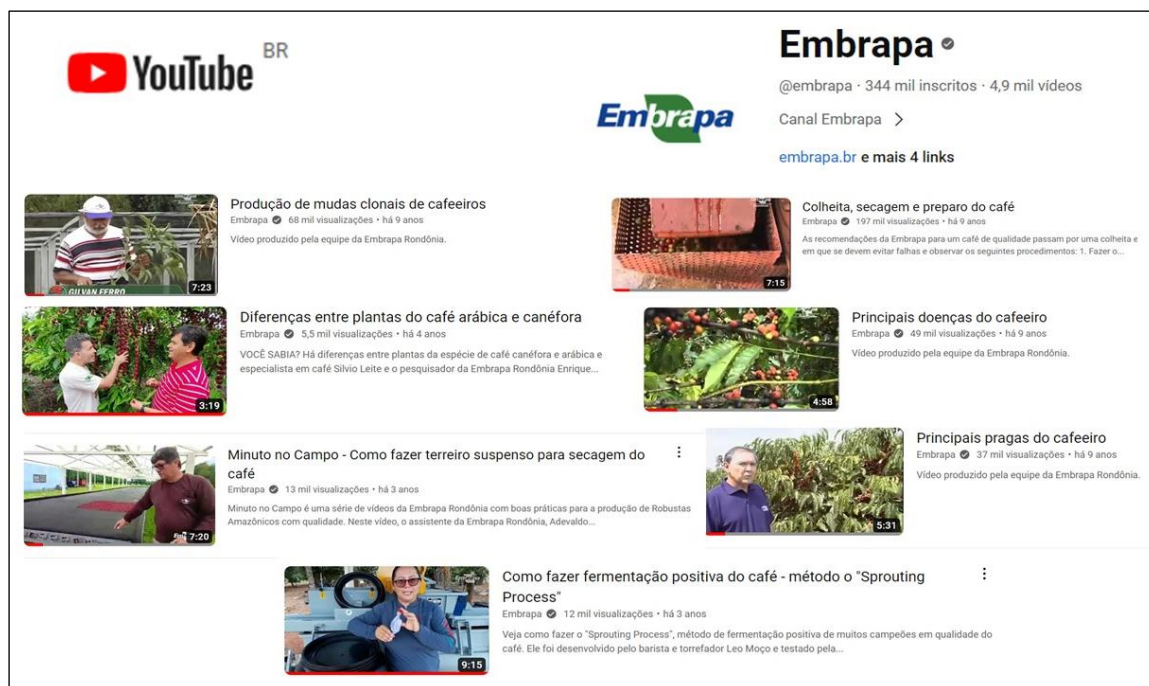 YouTube BR
Embrapa
Embrapa
@embrapa · 344 mil inscritos · 4,9 mil vídeos
Canal Embrapa >
embrapa.br e mais 4 links
Produção de mudas clonais de cafeeiros
Embrapa 68 mil visualizações • há 9 anos
Vídeo produzido pela equipe da Embrapa Rondônia.
GILVAN FERRO
7:23
Colheita, secagem e preparo do café
Embrapa 197 mil visualizações • há 9 anos
As recomendações da Embrapa para um café de qualidade passam por uma colheita e
em que se devem evitar falhas e observar os seguintes procedimentos: 1. Fazer o...
7:15
Diferenças entre plantas do café arábica e canéfora
Embrapa 5,5 mil visualizações • há 4 anos
VOCÊ SABIA? Há diferenças entre plantas da espécie de café canéfora e arábica e
especialista em café Silvio Leite e o pesquisador da Embrapa Rondônia Enrique...
3:19
Principais doenças do cafeeiro
Embrapa 49 mil visualizações • há 9 anos
Vídeo produzido pela equipe da Embrapa Rondônia.
4:58
Minuto no Campo - Como fazer terreiro suspenso para secagem do
café
Embrapa 13 mil visualizações • há 3 anos
Minuto no Campo é uma série de vídeos da Embrapa Rondônia com boas práticas para a produção de Robustas
Amazônicos com qualidade. Neste vídeo, o assistente da Embrapa Rondônia, Adevaldo...
7:20
Principais pragas do cafeeiro
Embrapa 37 mil visualizações • há 9 anos
Vídeo produzido pela equipe da Embrapa Rondônia.
5:31
Como fazer fermentação positiva do café - método o "Sprouting
Process"
Embrapa 12 mil visualizações • há 3 anos
Veja como fazer o "Sprouting Process", método de fermentação positiva de muitos campeões em qualidade do
café. Ele foi desenvolvido pelo barista e torrefador Leo Moço e testado pela...
9:15